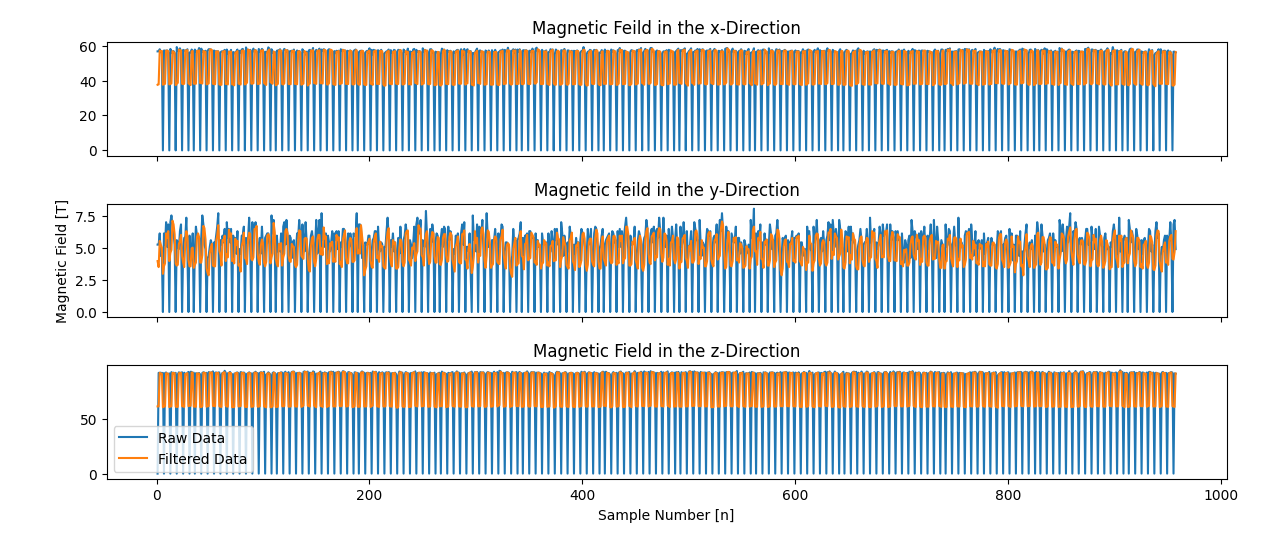 Magnetic Feild in the x-Direction
60
40
20
0
Magnetic feild in the y-Direction
Magnetic Field [T]
7.5
5.0
2.5
0.0
Magnetic Field in the z-Direction
50
0
Raw Data
Filtered Data
0 200 400 600 800 1000
Sample Number [n]